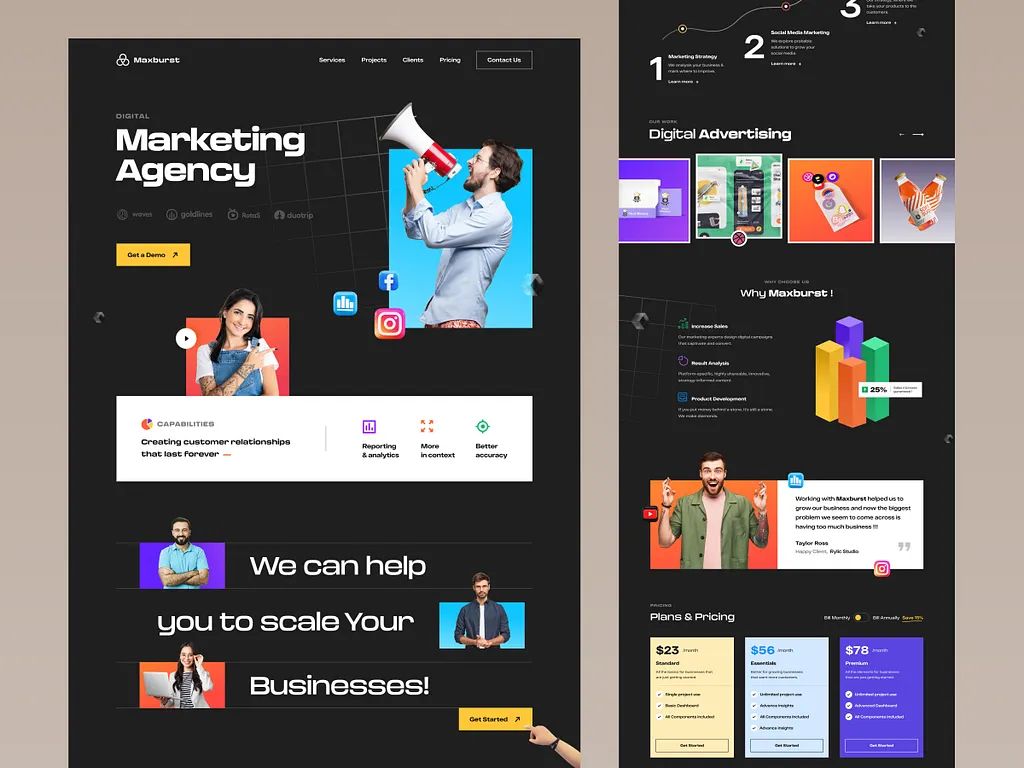 Maxburst
Services Projects Clients Pricing Contact Us
DIGITAL
Marketing
Agency
waves goldlines duotrip
Get a Demo
CAPABILITIES
Creating customer relationships
that last forever
Reporting
& analytics
More
in context
Better
accuracy
We can help
you to scale Your
Businesses!
Get Started
take your products to the
customers.
3
Learn more
2
Social Media Marketing
We explore probable
solutions to grow your
social media.
Learn more
1
Marketing Strategy
We analysis your business &
mark where to improve.
Learn more
OUR WORK
Digital Advertising
WHY CHOOSE US
Why Maxburst !
Increase Sales
Our marketing experts design digital campaigns
that captivate and convert.
Result Analysis
Platform-specific, highly shareable, innovative,
strategy-informed content.
Product Development
If you put money behind a stone, it's still a stone.
We make diamonds.
25%
Working with Maxburst helped us to
grow our business and now the biggest
problem we seem to come across is
having too much business !!!
Taylor Ross
Happy Client, Rylic Studio
PRICING
Plans & Pricing
Bill Monthly Bill Annually Save 15%
$23 /month
Standard
All the basics for businesses that
are just getting started.
Single project use
Basic Dashboard
All Components included
Get Started
$56 /month
Essentials
Better for growing businesses
that want more customers.
Unlimited project use
Advance Insights
All Components included
Advance Insights
Get Started
$78 /month
Premium
All the elements for businesses
that are just getting started.
Unlimited project use
Advanced Dashboard
All Components included
Get Started